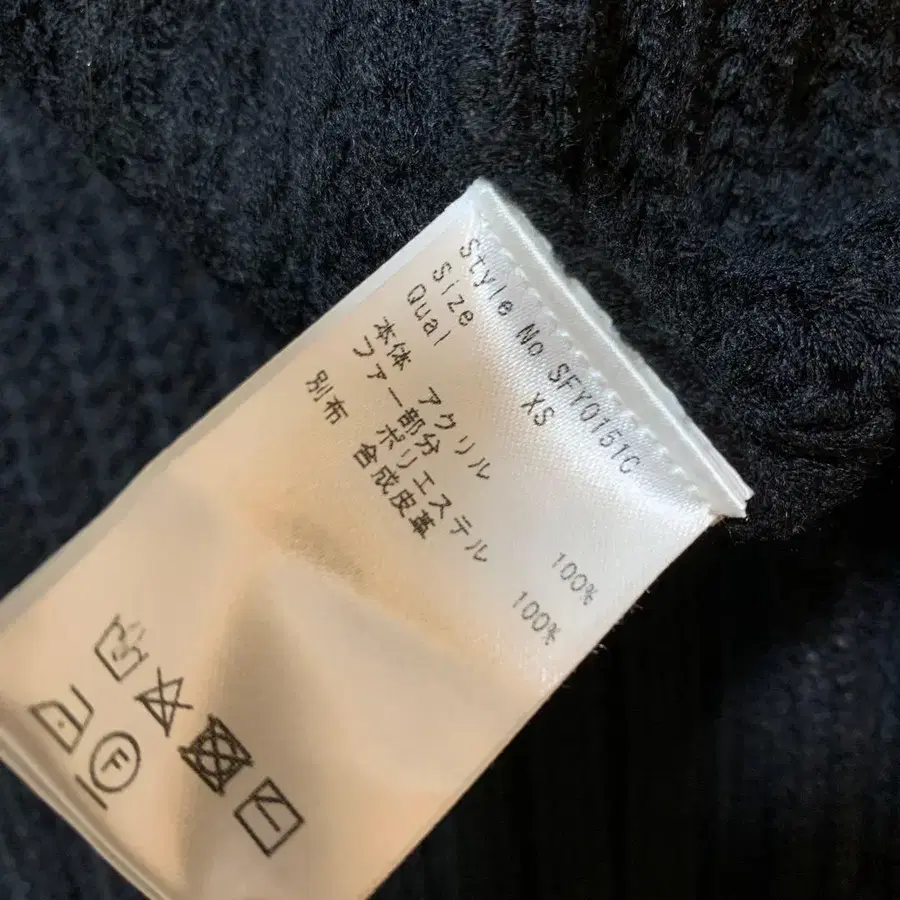 Style No SFY0151C
Size XS
Qual
本体 アクリル 100%
ファー部分
ポリエステル 100%
別布 合成皮革
F